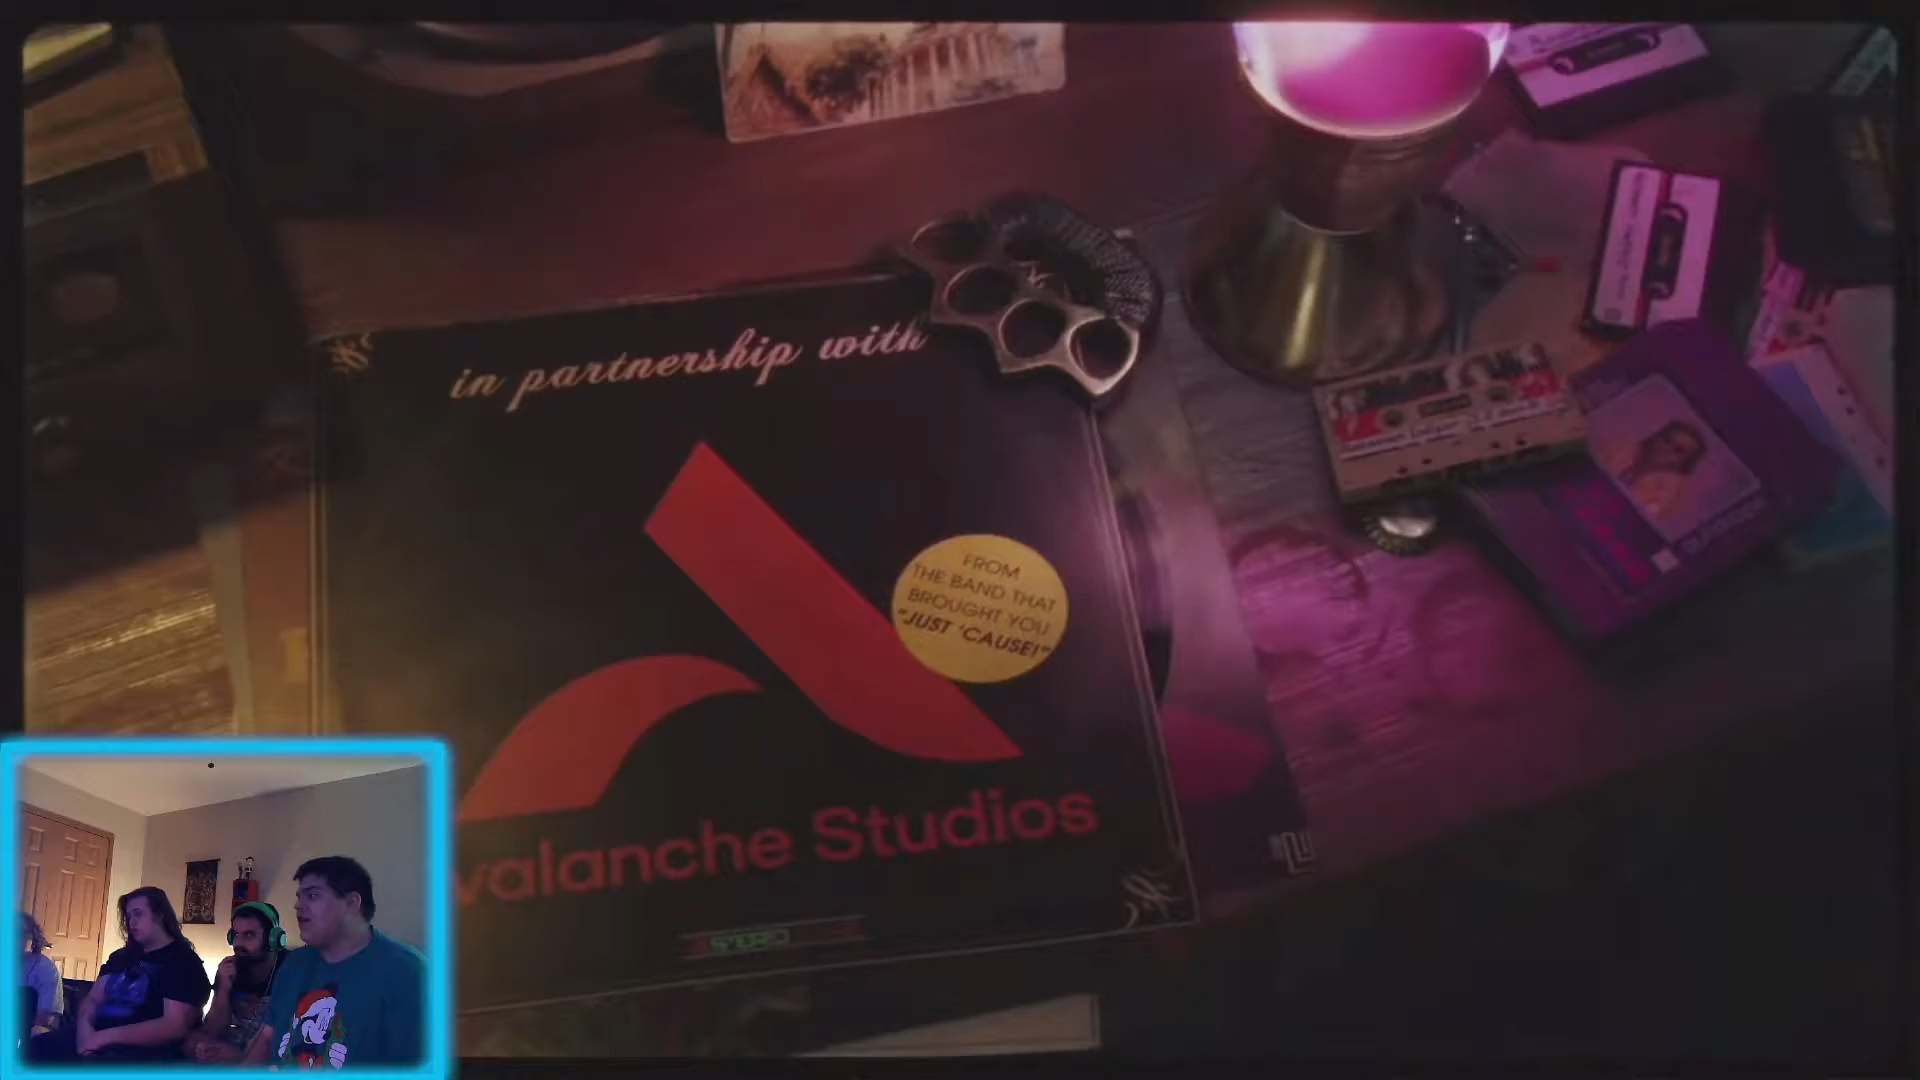 in partnership with
FROM
THE BAND THAT
BROUGHT YOU
"JUST 'CAUSE!"
valanche Studios
STEREO